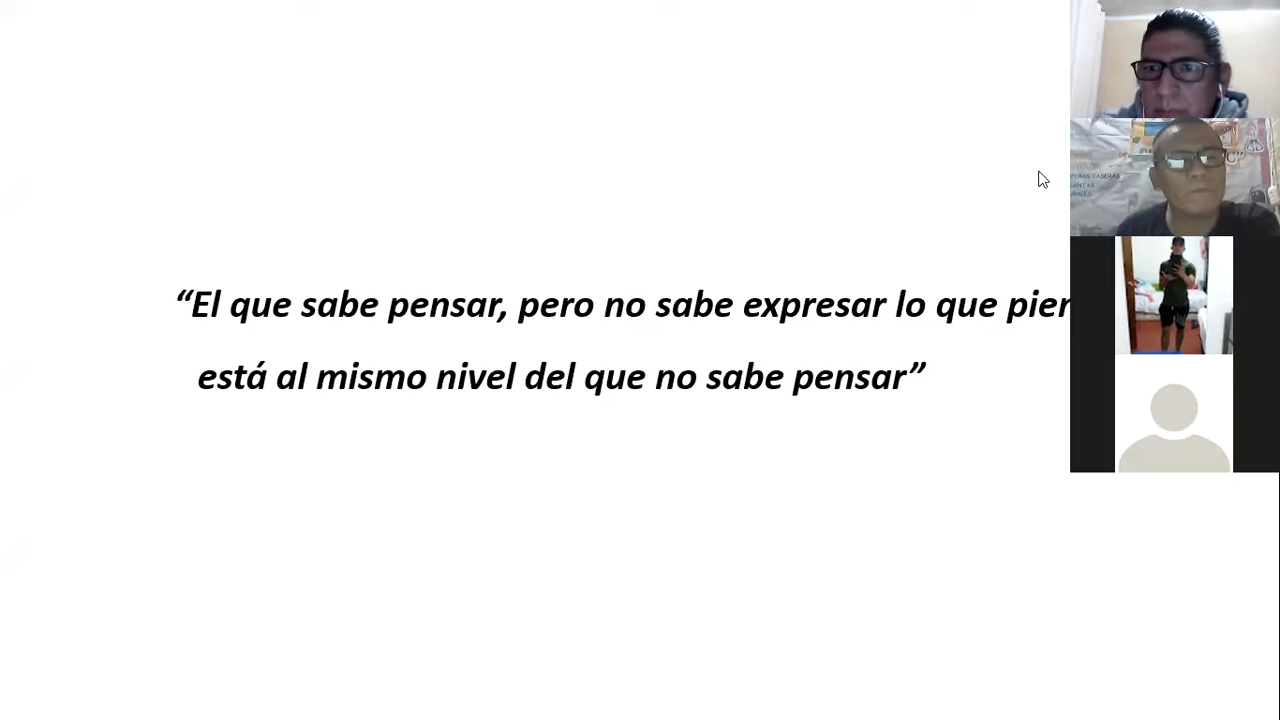 “El que sabe pensar, pero no sabe expresar lo que
está al mismo nivel del que no sabe pensar”